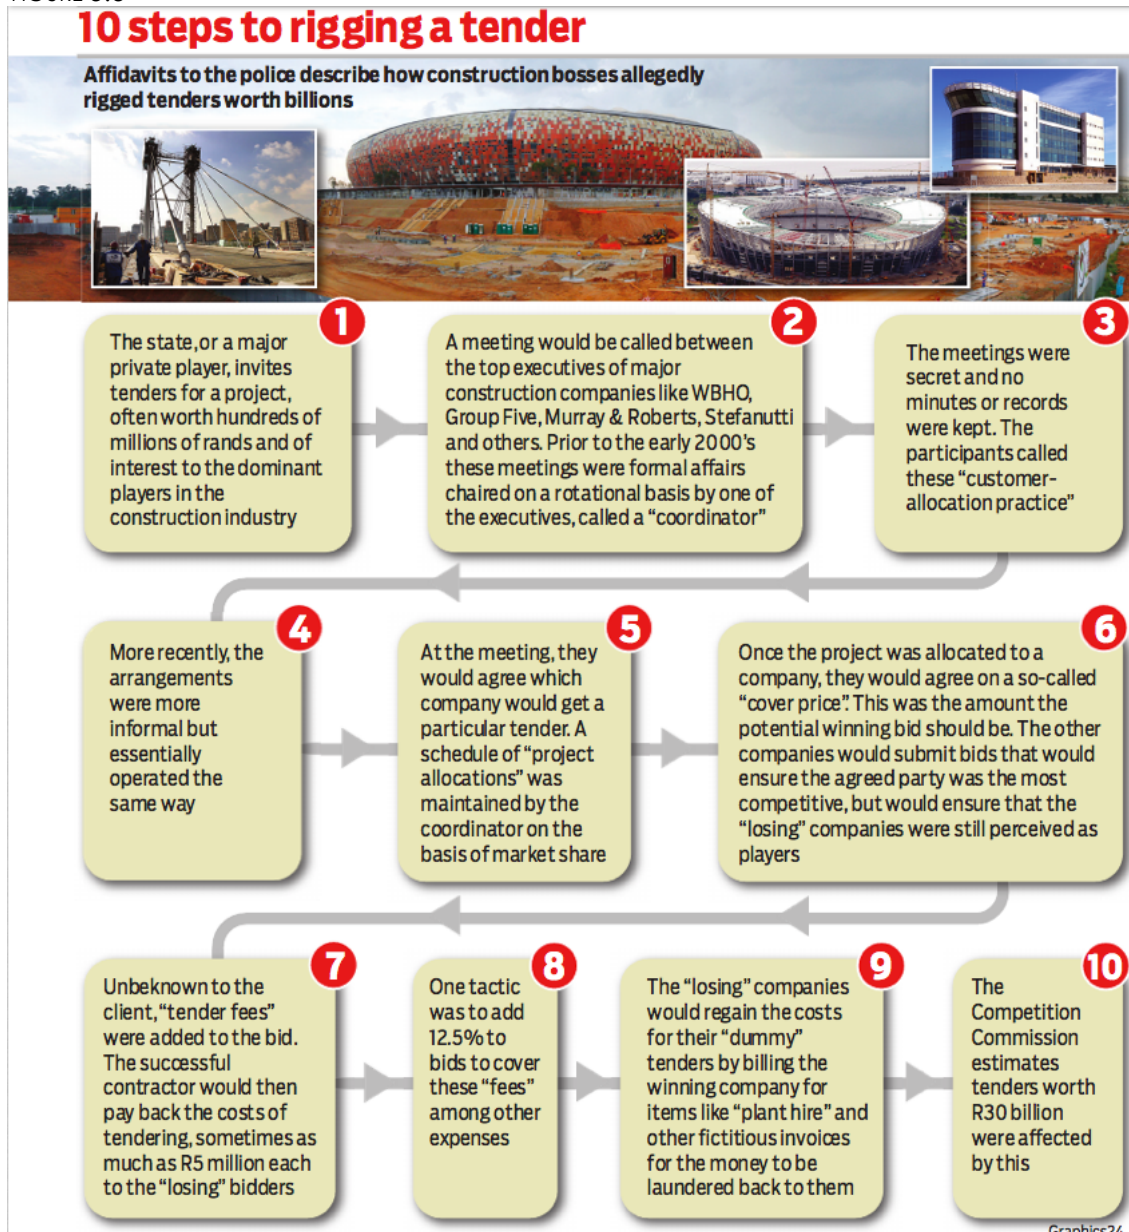 10 steps to rigging a tender
Affidavits to the police describe how construction bosses allegedly
rigged tenders worth billions
1
The state, or a major
private player, invites
tenders for a project,
often worth hundreds of
millions of rands and of
interest to the dominant
players in the
construction industry
2
A meeting would be called between
the top executives of major
construction companies like WBHO,
Group Five, Murray & Roberts, Stefanutti
and others. Prior to the early 2000's
these meetings were formal affairs
chaired on a rotational basis by one of
the executives, called a “coordinator”
3
The meetings were
secret and no
minutes or records
were kept. The
participants called
these “customer-
allocation practice”
4
More recently, the
arrangements
were more
informal but
essentially
operated the
same way
5
At the meeting, they
would agree which
company would get a
particular tender. A
schedule of “project
allocations” was
maintained by the
coordinator on the
basis of market share
6
Once the project was allocated to a
company, they would agree on a so-called
“cover price”. This was the amount the
potential winning bid should be. The other
companies would submit bids that would
ensure the agreed party was the most
competitive, but would ensure that the
“losing” companies were still perceived as
players
7
Unbeknown to the
client, “tender fees”
were added to the bid.
The successful
contractor would then
pay back the costs of
tendering, sometimes as
much as R5 million each
to the “losing” bidders
8
One tactic
was to add
12.5% to
bids to cover
these “fees”
among other
expenses
9
The “losing” companies
would regain the costs
for their “dummy”
tenders by billing the
winning company for
items like “plant hire” and
other fictitious invoices
for the money to be
laundered back to them
10
The
Competition
Commission
estimates
tenders worth
R30 billion
were affected
by this
Graphics24